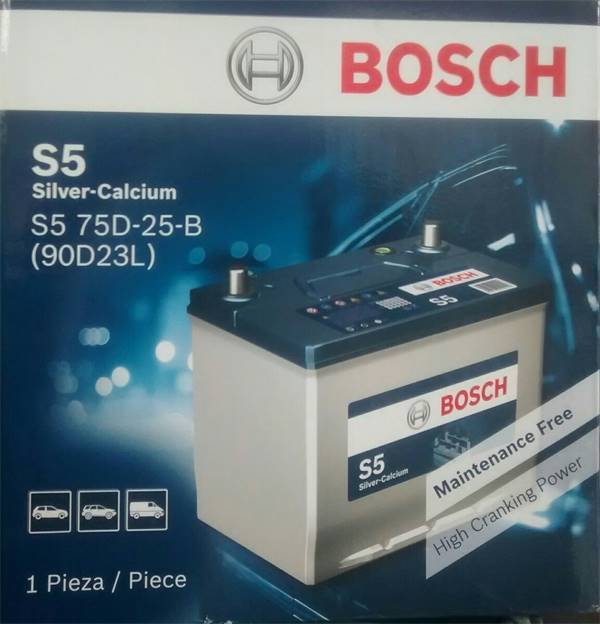 BOSCH
S5
Silver-Calcium
S5 75D-25-B
(90D23L)
S5
BOSCH
S5
Silver-Calcium
Maintenance Free
High Cranking Power
1 Pieza / Piece